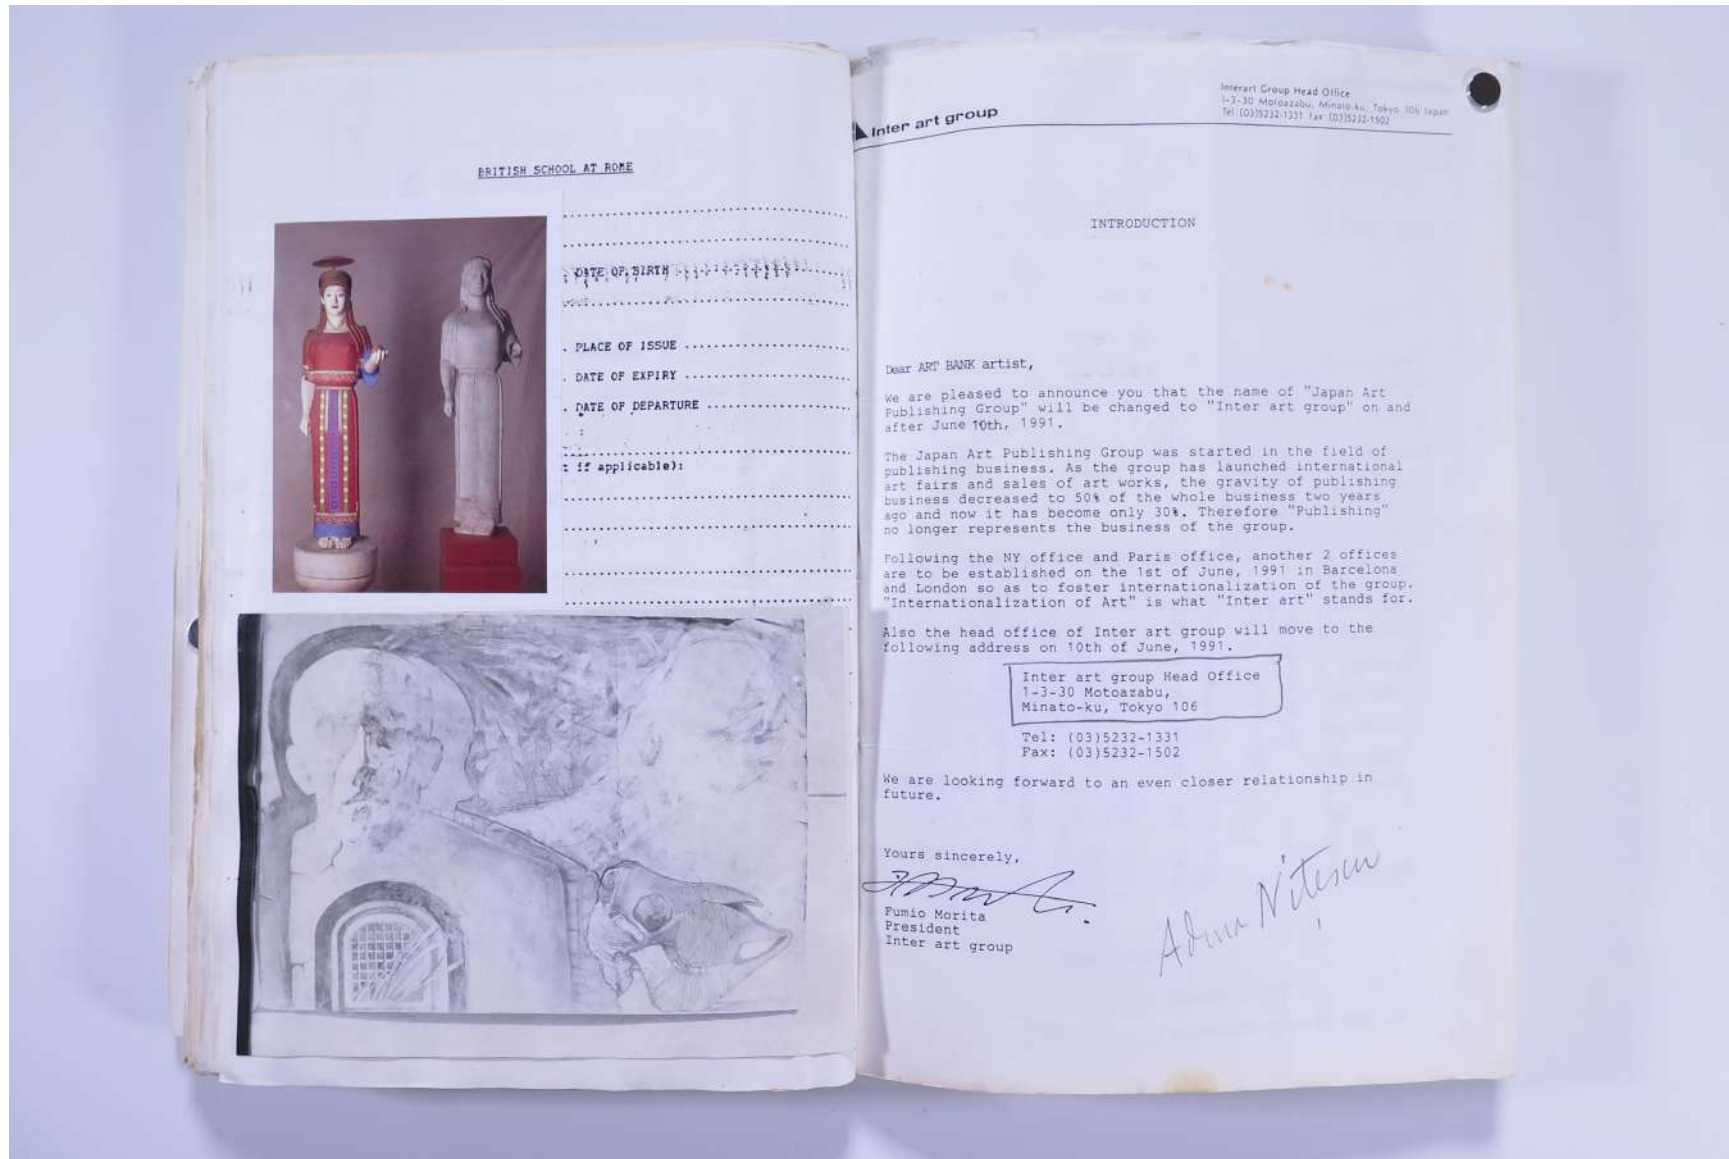 BRITISH SCHOOL AT ROME
DATE OF BIRTH
. PLACE OF ISSUE
. DATE OF EXPIRY
. DATE OF DEPARTURE
t if applicable):
Inter art group
Interart Group Head Office
1-3-30 Motoazabu, Minato-ku, Tokyo 106 Japan
Tel: (03)5232-1331 Fax: (03)5232-1502
INTRODUCTION
Dear ART BANK artist,
We are pleased to announce you that the name of "Japan Art
Publishing Group" will be changed to "Inter art group" on and
after June 10th, 1991.
The Japan Art Publishing Group was started in the field of
publishing business. As the group has launched international
art fairs and sales of art works, the gravity of publishing
business decreased to 50% of the whole business two years
ago and now it has become only 30%. Therefore "Publishing"
no longer represents the business of the group.
Following the NY office and Paris office, another 2 offices
are to be established on the 1st of June, 1991 in Barcelona
and London so as to foster internationalization of the group.
"Internationalization of Art" is what "Inter art" stands for.
Also the head office of Inter art group will move to the
following address on 10th of June, 1991.
Inter art group Head Office
1-3-30 Motoazabu,
Minato-ku, Tokyo 106
Tel: (03)5232-1331
Fax: (03)5232-1502
We are looking forward to an even closer relationship in
future.
Yours sincerely,
Fumio Morita
President
Inter art group
Adina Nitescu